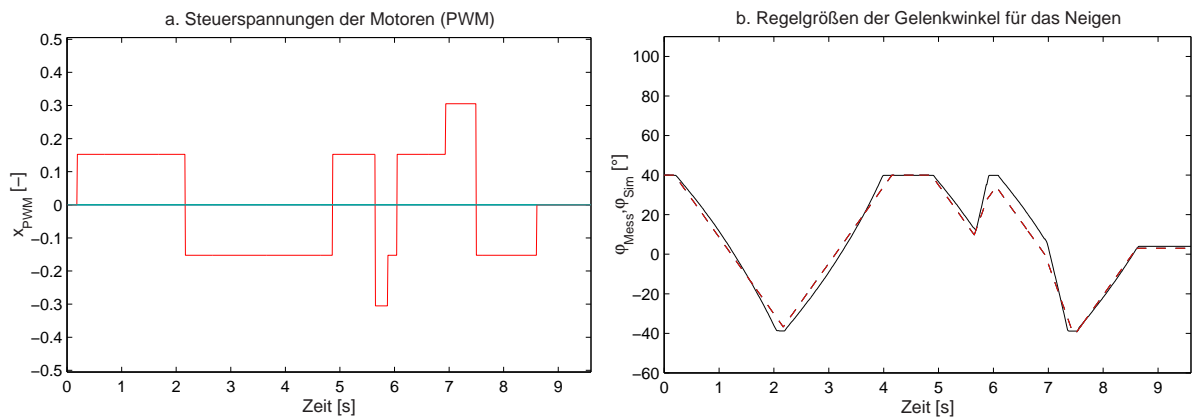 a. Steuerspannungen der Motoren (PWM)
0.5
0.4
0.3
0.2
0.1
0
−0.1
−0.2
−0.3
−0.4
−0.5
xPWM [−]
0 1 2 3 4 5 6 7 8 9
Zeit [s]
b. Regelgrößen der Gelenkwinkel für das Neigen
100
80
60
40
20
0
−20
−40
−60
φMess,φSim [°]
0 1 2 3 4 5 6 7 8 9
Zeit [s]